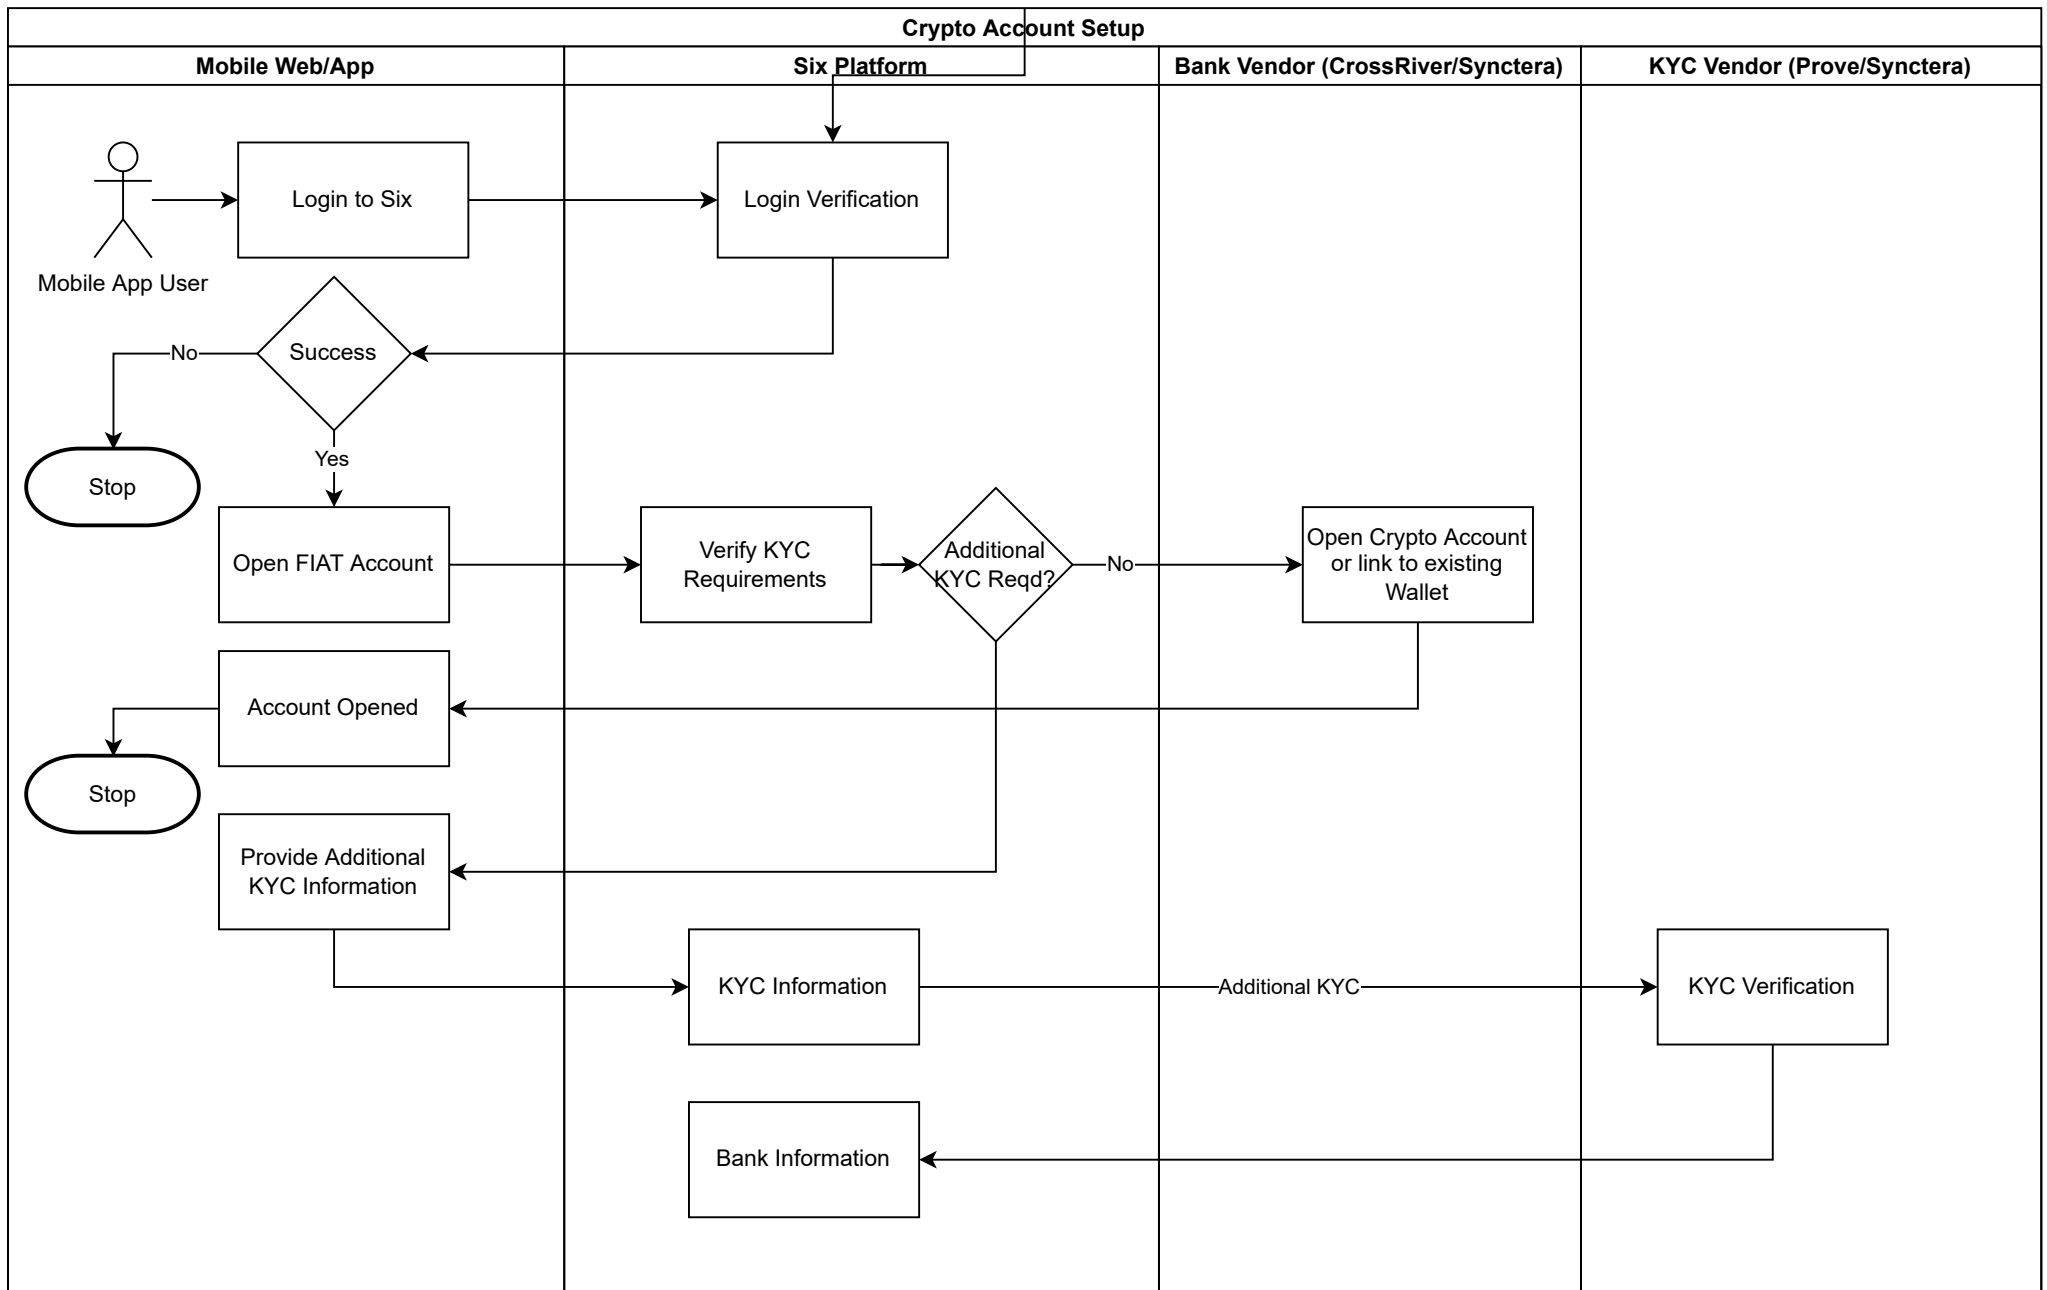 Crypto Account Setup
Mobile Web/App
Six Platform
Bank Vendor (CrossRiver/Synctera)
KYC Vendor (Prove/Synctera)
Login to Six
Login Verification
Mobile App User
Success
No
Yes
Stop
Open FIAT Account
Verify KYC
Requirements
Additional
KYC Reqd?
No
Open Crypto Account
or link to existing
Wallet
Account Opened
Stop
Provide Additional
KYC Information
KYC Information
Additional KYC
KYC Verification
Bank Information